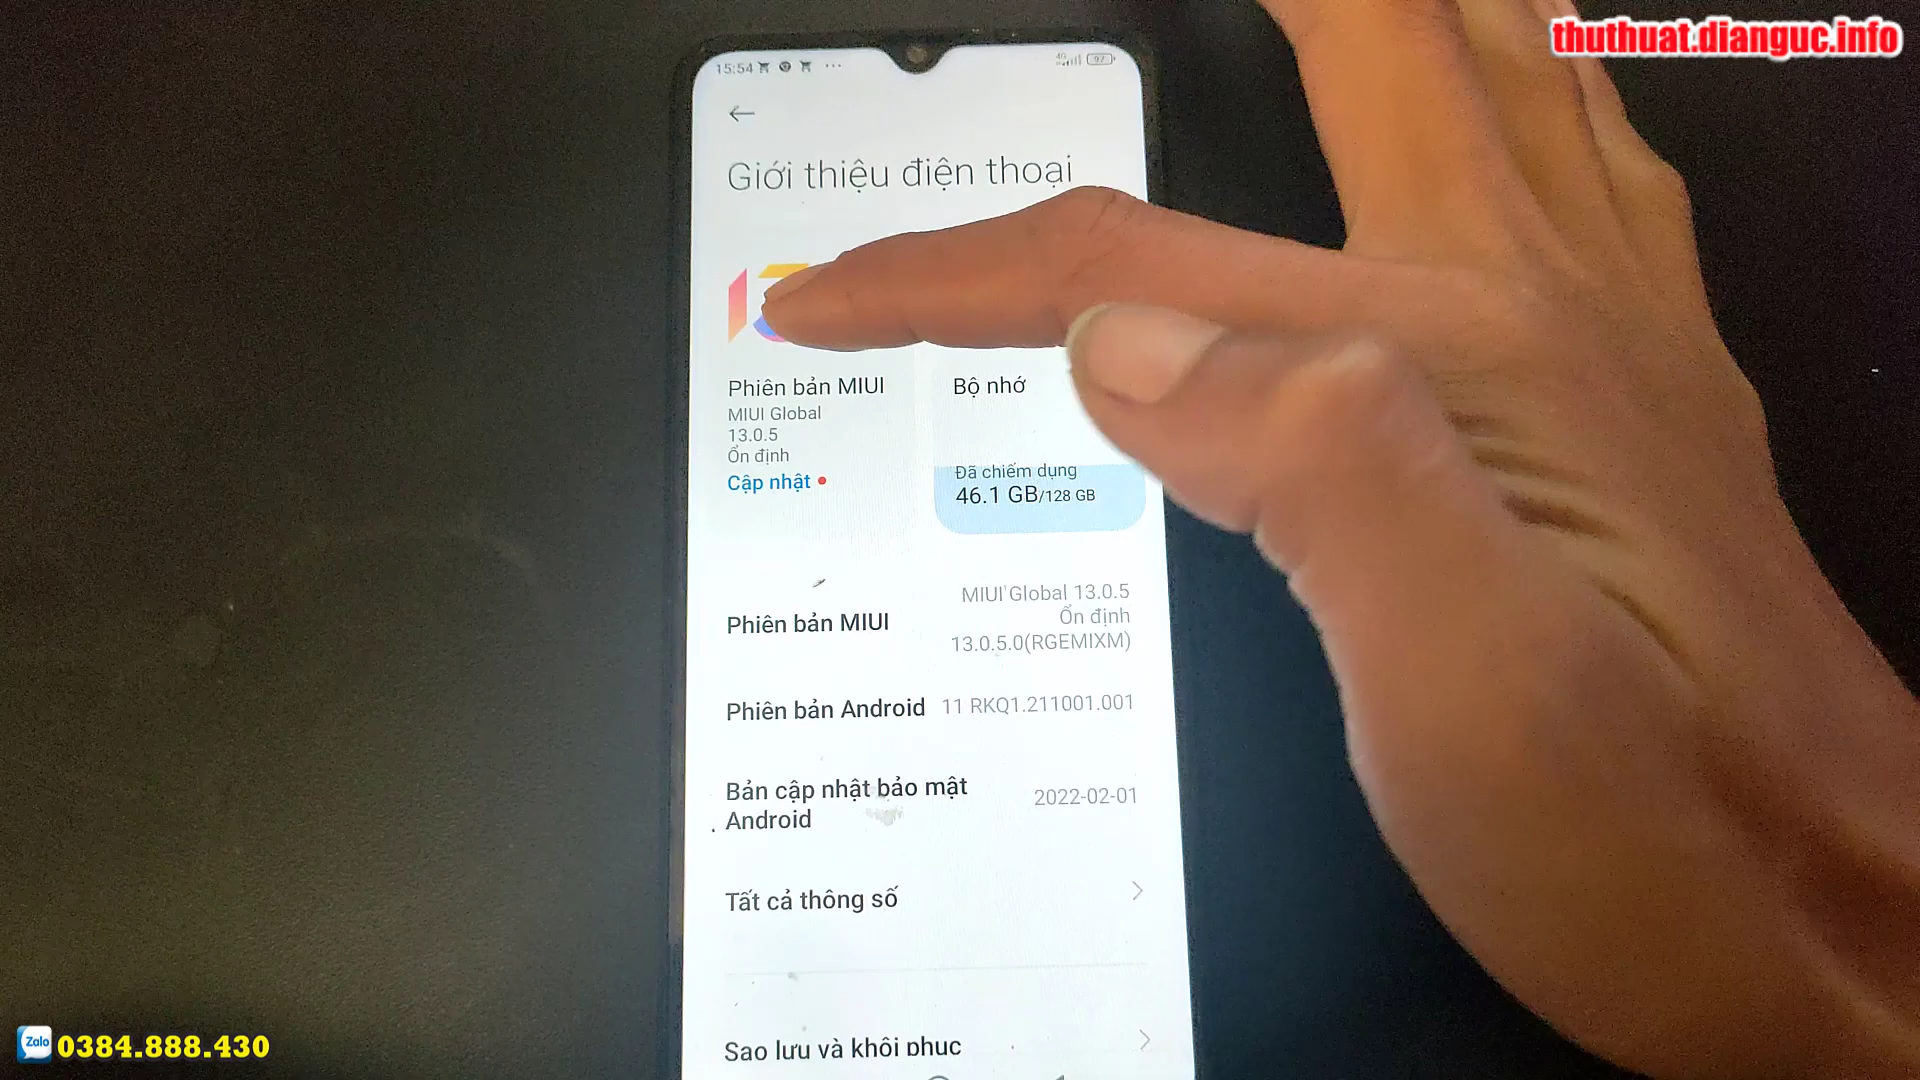 thuthuat.dianguc.info
15:54
4G
97
Giới thiệu điện thoại
Phiên bản MIUI
MIUI Global
13.0.5
Ổn định
Cập nhật
Bộ nhớ
Đã chiếm dụng
46.1 GB/128 GB
Phiên bản MIUI
MIUI Global 13.0.5
Ổn định
13.0.5.0(RGEMIXM)
Phiên bản Android
11 RKQ1.211001.001
Bản cập nhật bảo mật
Android
2022-02-01
Tất cả thông số
Sao lưu và khôi phục
Zalo
0384.888.430